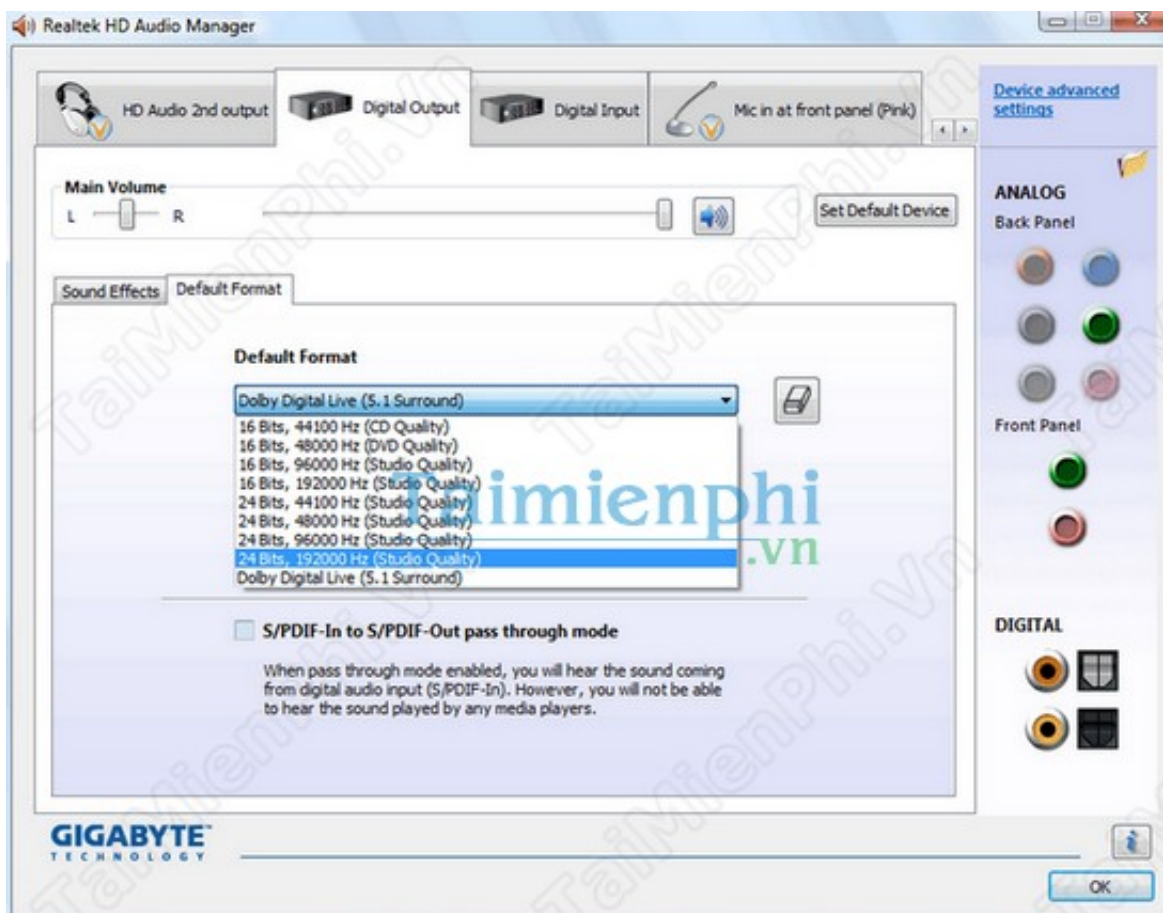 Realtek HD Audio Manager
HD Audio 2nd output
Digital Output
Digital Input
Mic in at front panel (Pink)
Device advanced
settings
Main Volume
L R
Set Default Device
ANALOG
Back Panel
Sound Effects
Default Format
Default Format
Dolby Digital Live (5.1 Surround)
16 Bits, 44100 Hz (CD Quality)
16 Bits, 48000 Hz (DVD Quality)
16 Bits, 96000 Hz (Studio Quality)
16 Bits, 192000 Hz (Studio Quality)
24 Bits, 44100 Hz (Studio Quality)
24 Bits, 48000 Hz (Studio Quality)
24 Bits, 96000 Hz (Studio Quality)
24 Bits, 192000 Hz (Studio Quality)
Dolby Digital Live (5.1 Surround)
Taimienphi
.vn
Front Panel
S/PDIF-In to S/PDIF-Out pass through mode
When pass through mode enabled, you will hear the sound coming
from digital audio input (S/PDIF-In). However, you will not be able
to hear the sound played by any media players.
DIGITAL
GIGABYTE
TECHNOLOGY
OK
TaiMienPhi.Vn